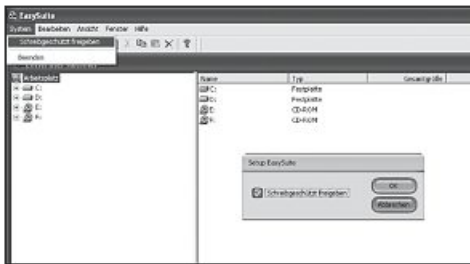 EasySuite
System Bearbeiten Ansicht Fenster Hilfe
Schreibgeschützt freigeben
Beenden
Arbeitsplatz
C:
D:
E:
F:
Name Typ Gesamtgröße
C: Festplatte
D: Festplatte
E: CD-ROM
F: CD-ROM
Setup EasySuite
Schreibgeschützt freigeben
OK
Abbrechen